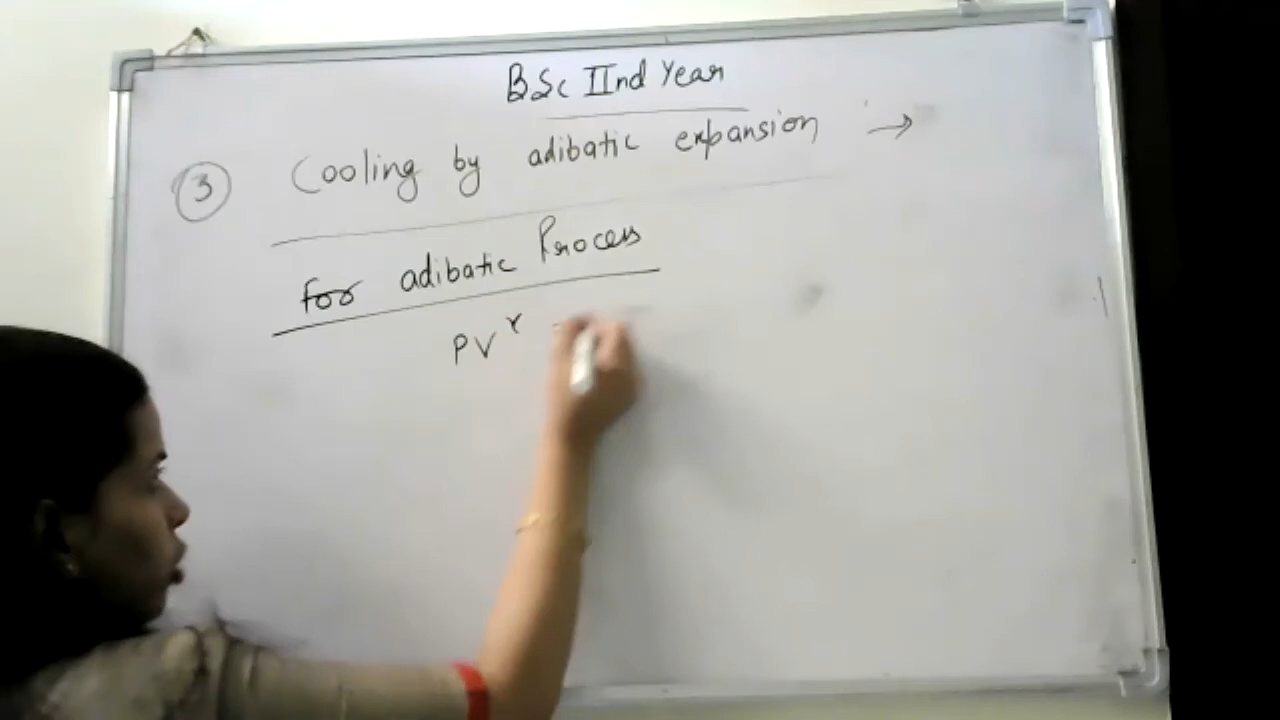 BSc IInd Year
3 Cooling by adibatic expansion →
for adibatic Process
PV^γ